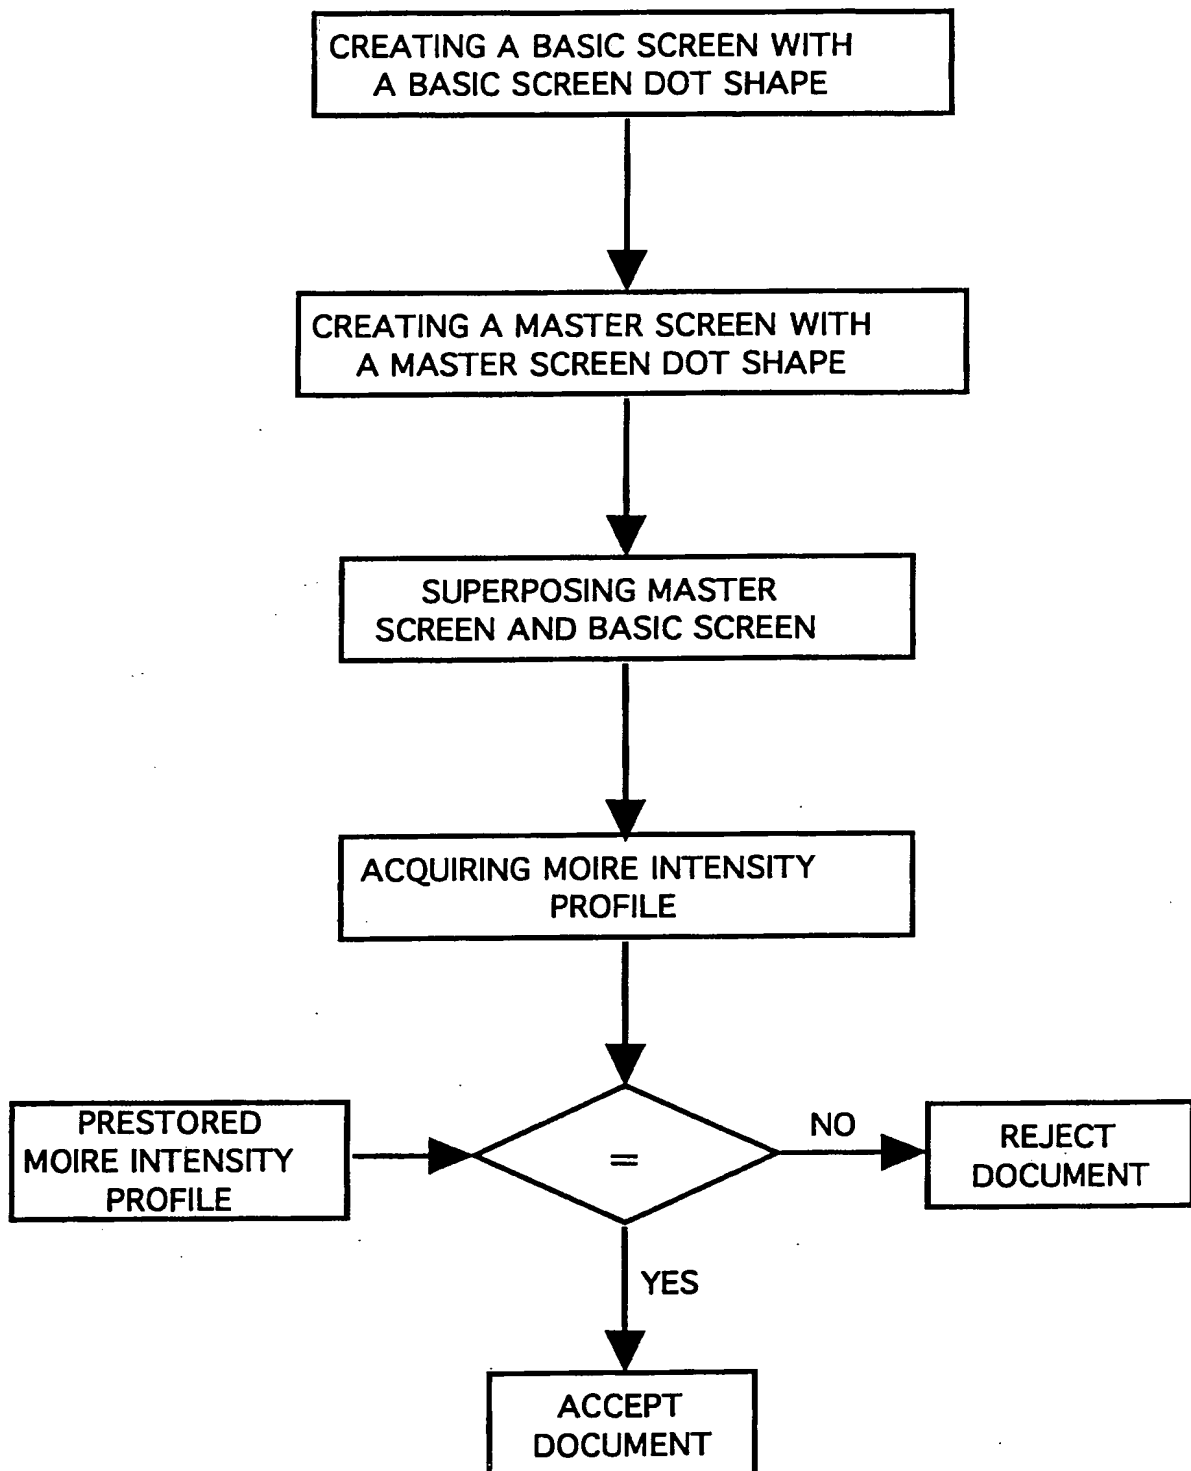 CREATING A BASIC SCREEN WITH
A BASIC SCREEN DOT SHAPE
CREATING A MASTER SCREEN WITH
A MASTER SCREEN DOT SHAPE
SUPERPOSING MASTER
SCREEN AND BASIC SCREEN
ACQUIRING MOIRE INTENSITY
PROFILE
PRESTORED
MOIRE INTENSITY
PROFILE
=
NO
REJECT
DOCUMENT
YES
ACCEPT
DOCUMENT